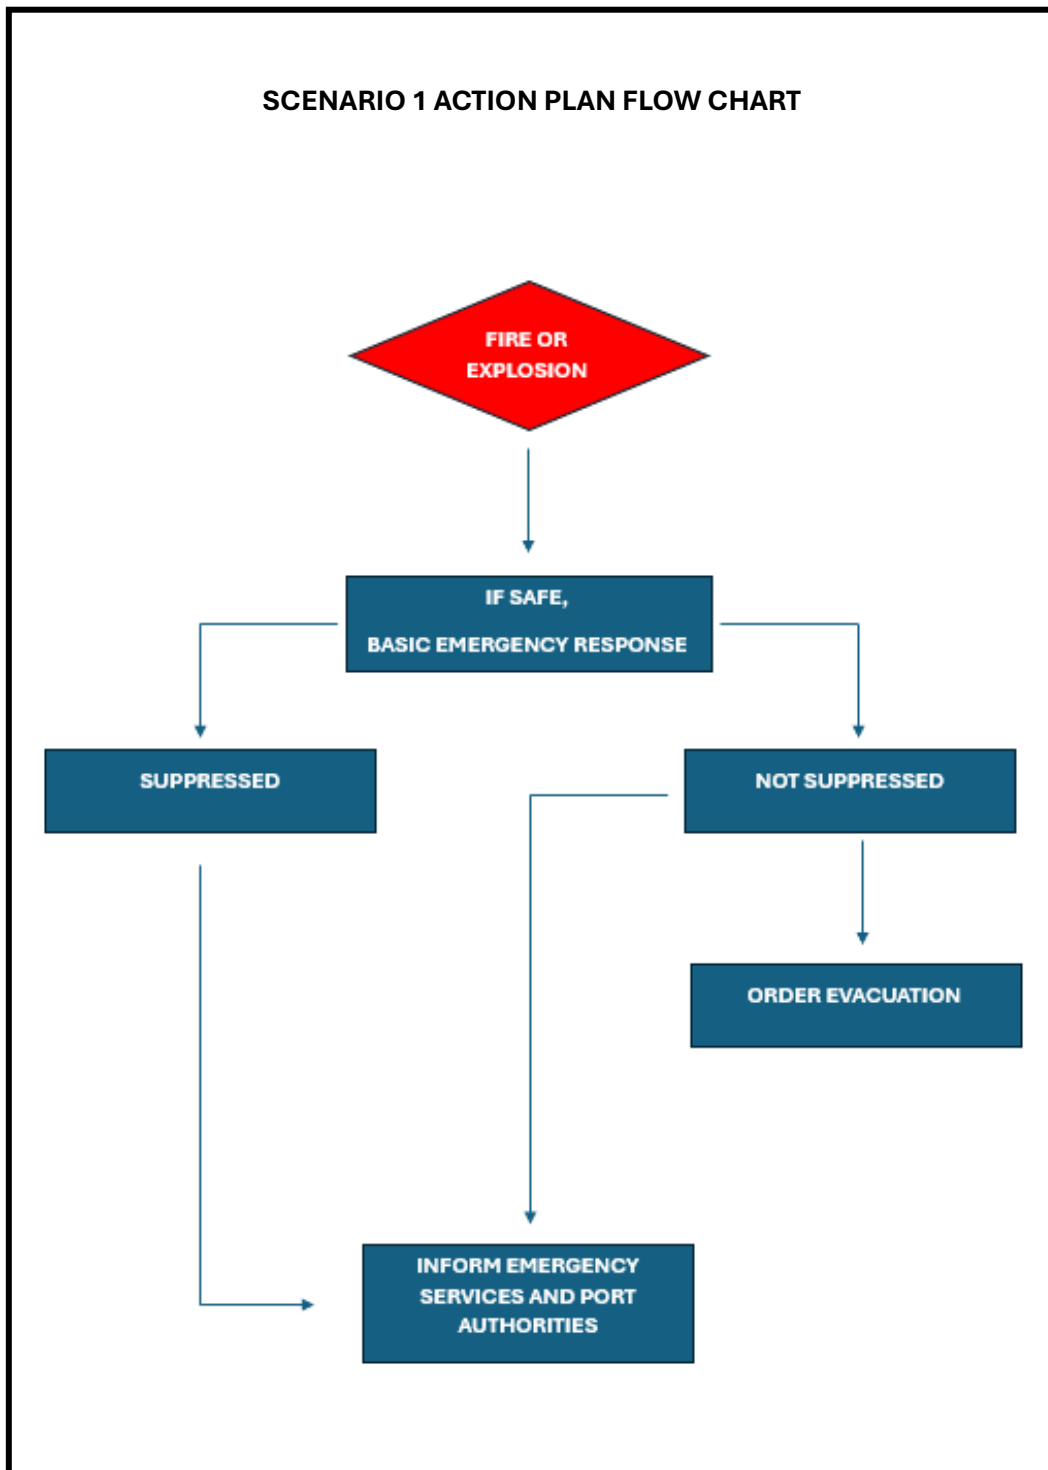 SCENARIO 1 ACTION PLAN FLOW CHART
FIRE OR
EXPLOSION
IF SAFE,
BASIC EMERGENCY RESPONSE
SUPPRESSED
NOT SUPPRESSED
ORDER EVACUATION
INFORM EMERGENCY
SERVICES AND PORT
AUTHORITIES